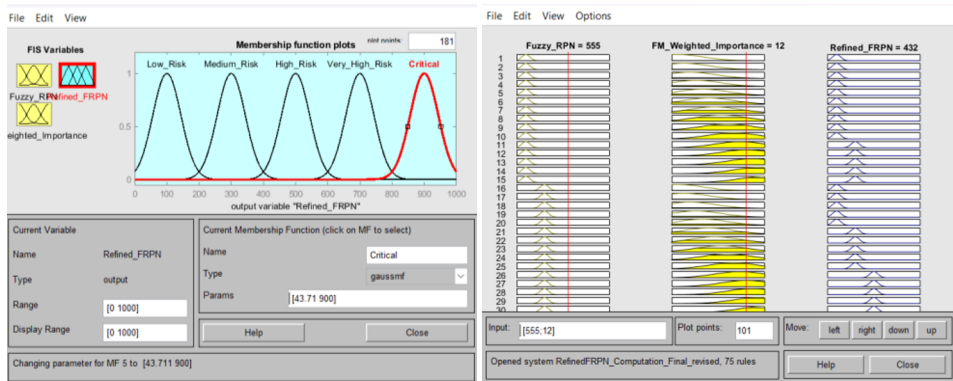 File Edit View
FIS Variables
Fuzzy_RPN
Refined_FRPN
eighted_Importance
Membership function plots
plot points:
181
Low_Risk Medium_Risk High_Risk Very_High_Risk Critical
1
0.5
0
0 100 200 300 400 500 600 700 800 900 1000
output variable "Refined_FRPN"
Current Variable
Name Refined_FRPN
Type output
Range [0 1000]
Display Range [0 1000]
Current Membership Function (click on MF to select)
Name Critical
Type gaussmf
Params [43.71 900]
Help Close
Changing parameter for MF 5 to [43.711 900]
File Edit View Options
Fuzzy_RPN = 555 FM_Weighted_Importance = 12 Refined_FRPN = 432
1
2
3
4
5
6
7
8
9
10
11
12
13
14
15
16
17
18
19
20
21
22
23
24
25
26
27
28
29
30
Input: [555;12] Plot points: 101 Move: left right down up
Opened system RefinedFRPN_Computation_Final_revised, 75 rules
Help Close